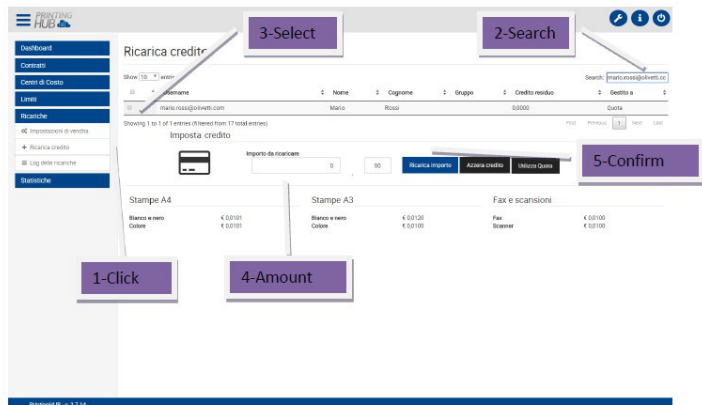 PRINTING
HUB
3-Select
2-Search
Dashboard
Contratti
Centri di Costo
Limiti
Ricariche
Impostazioni di vendita
+ Ricarica credito
Log delle ricariche
Statistiche
Ricarica credito
Show 10 entries
Search: mario.rossi@olivetti.cc
Username Nome Cognome Gruppo Credito residuo Gestito a
mario.rossi@olivetti.com Mario Rossi 0,0000 Quota
Showing 1 to 1 of 1 entries (filtered from 17 total entries)
First Previous 1 Next Last
Imposta credito
Importo da ricaricare
0 , 00 Ricarica Importo Azzera credito Utilizza Quota
5-Confirm
Stampe A4 Stampe A3 Fax e scansioni
Bianco e nero € 0,0101 Bianco e nero € 0,0120 Fax € 0,0100
Colore € 0,0101 Colore € 0,0100 Scanner € 0,0100
1-Click
4-Amount